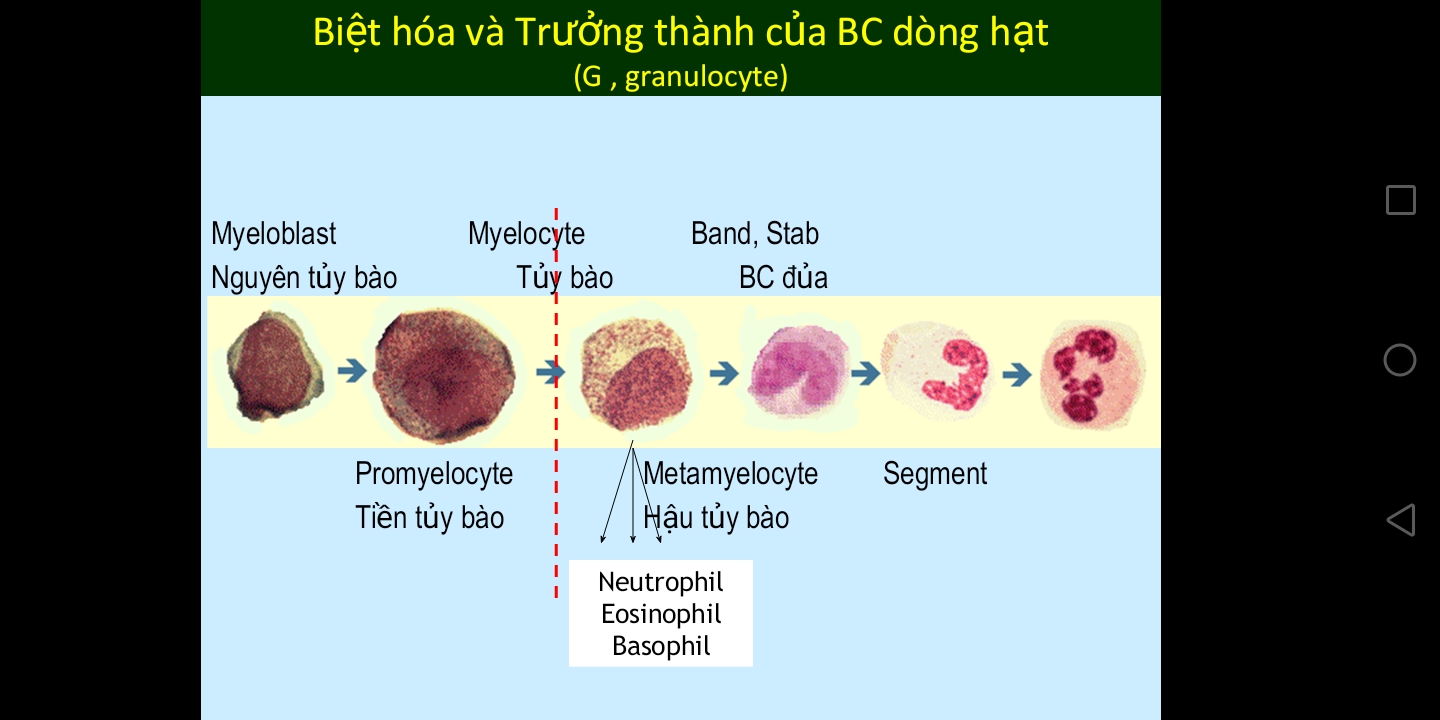 Biệt hóa và Trưởng thành của BC dòng hạt
(G , granulocyte)
Myeloblast
Nguyên tủy bào
Myelocyte
Tủy bào
Band, Stab
BC đủa
Promyelocyte
Tiền tủy bào
Metamyelocyte
Hậu tủy bào
Segment
Neutrophil
Eosinophil
Basophil